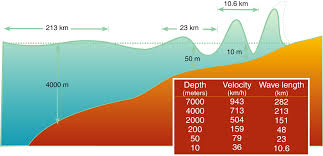 10.6 km
213 km
23 km
50 m
10 m
4000 m
Depth Velocity Wave length
(meters) (km/h) (km)
7000 943 282
4000 713 213
2000 504 151
200 159 48
50 79 23
10 36 10.6